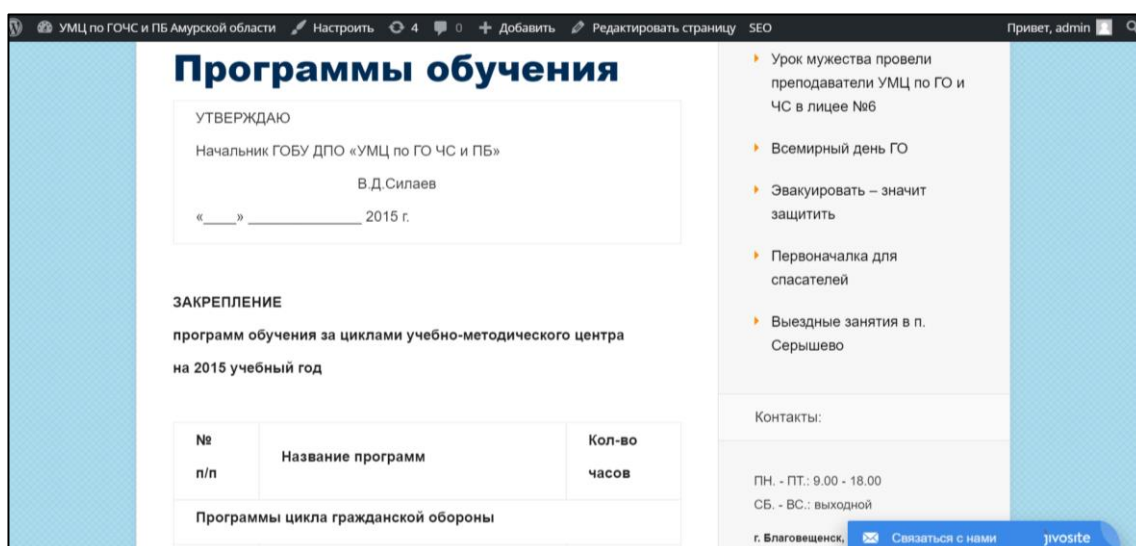 УМЦ по ГОЧС и ПБ Амурской области Настроить 4 0 + Добавить Редактировать страницу SEO Привет, admin
Программы обучения
УТВЕРЖДАЮ
Начальник ГОБУ ДПО «УМЦ по ГО ЧС и ПБ»
В.Д.Силаев
«_____» _________________ 2015 г.
ЗАКРЕПЛЕНИЕ
программ обучения за циклами учебно-методического центра
на 2015 учебный год
№
п/п
Название программ
Кол-во
часов
Программы цикла гражданской обороны
Урок мужества провели
преподаватели УМЦ по ГО и
ЧС в лицее №6
Всемирный день ГО
Эвакуировать – значит
защитить
Первоначалка для
спасателей
Выездные занятия в п.
Серышево
Контакты:
ПН. - ПТ.: 9.00 - 18.00
СБ. - ВС.: выходной
г. Благовещенск,
Связаться с нами jivosite